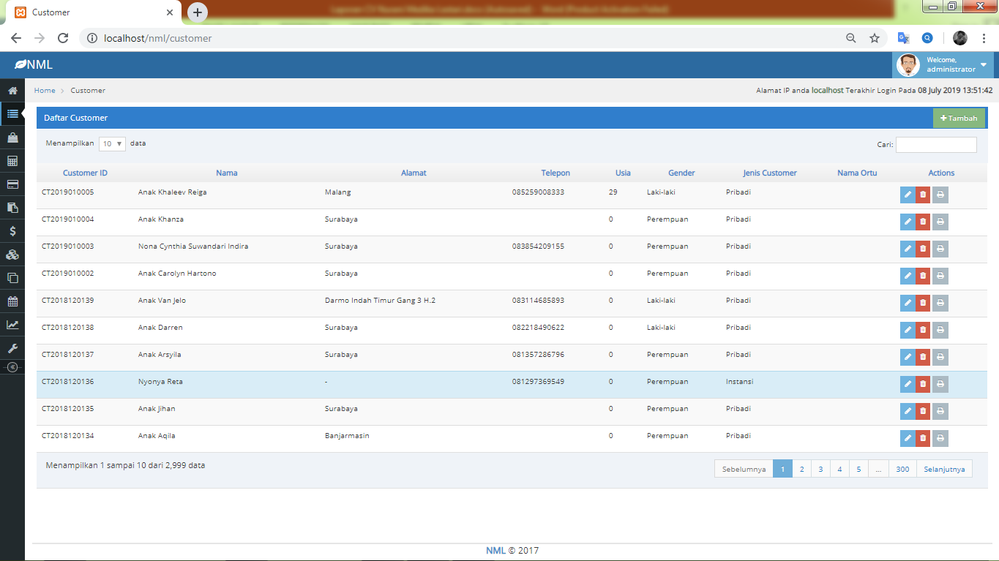 Customer
localhost/nml/customer
NML
Welcome,
administrator
Home > Customer
Alamat IP anda localhost Terakhir Login Pada 08 July 2019 13:51:42
Daftar Customer
Tambah
Menampilkan 10 data
Cari:
Customer ID Nama Alamat Telepon Usia Gender Jenis Customer Nama Ortu Actions
CT2019010005 Anak Khaleev Reiga Malang 085259008333 29 Laki-laki Pribadi
CT2019010004 Anak Khanza Surabaya 0 Perempuan Pribadi
CT2019010003 Nona Cynthia Suwandari Indira Surabaya 083854209155 0 Perempuan Pribadi
CT2019010002 Anak Carolyn Hartono Surabaya 0 Perempuan Pribadi
CT2018120139 Anak Van Jelo Darmo Indah Timur Gang 3 H.2 083114685893 0 Laki-laki Pribadi
CT2018120138 Anak Darren Surabaya 082218490622 0 Laki-laki Pribadi
CT2018120137 Anak Arsyila Surabaya 081357286796 0 Perempuan Pribadi
CT2018120136 Nyonya Reta - 081297369549 0 Perempuan Instansi
CT2018120135 Anak Jihan Surabaya 0 Perempuan Pribadi
CT2018120134 Anak Aqila Banjarmasin 0 Perempuan Pribadi
Menampilkan 1 sampai 10 dari 2,999 data
Sebelumnya 1 2 3 4 5 ... 300 Selanjutnya
NML © 2017